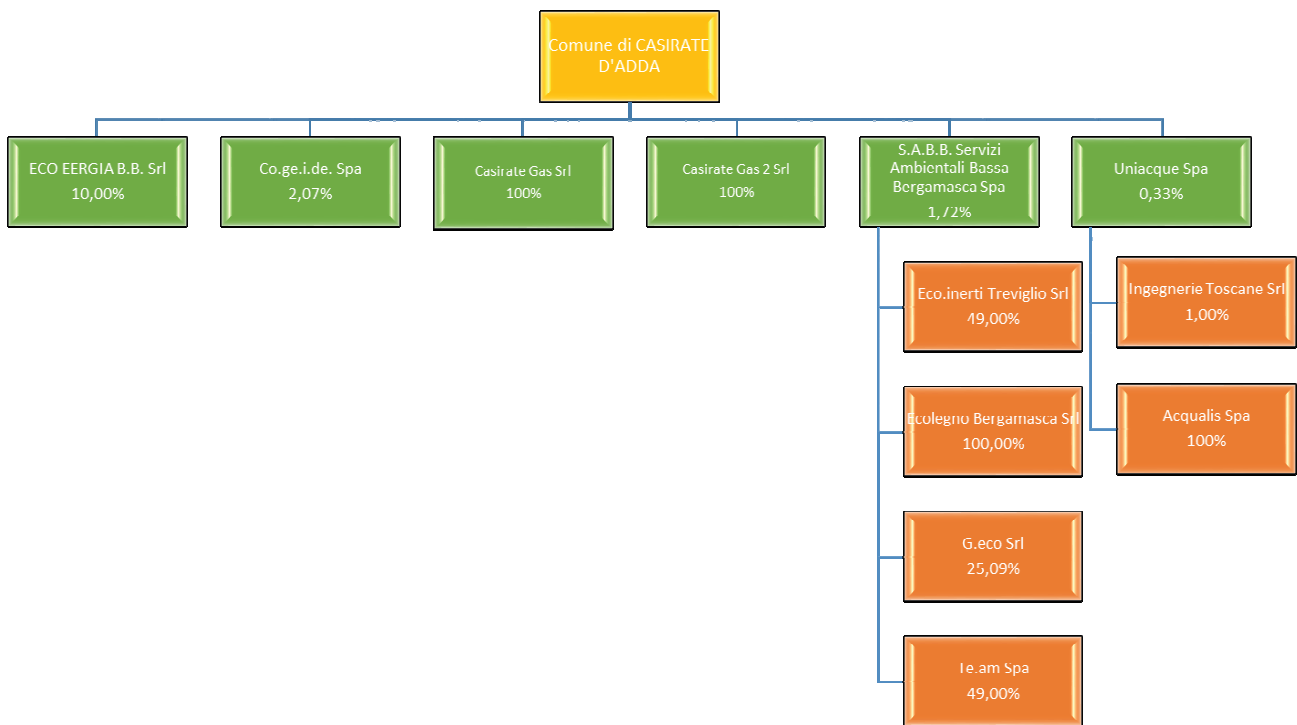 Comune di CASIRATE
D'ADDA
ECO EERGIA B.B. Srl
10,00%
Co.ge.i.de. Spa
2,07%
Casirate Gas Srl
100%
Casirate Gas 2 Srl
100%
S.A.B.B. Servizi
Ambientali Bassa
Bergamasca Spa
1,72%
Uniacque Spa
0,33%
Eco.inerti Treviglio Srl
49,00%
Ecolegno Bergamasca Srl
100,00%
G.eco Srl
25,09%
Te.am Spa
49,00%
Ingegnerie Toscane Srl
1,00%
Acqualis Spa
100%